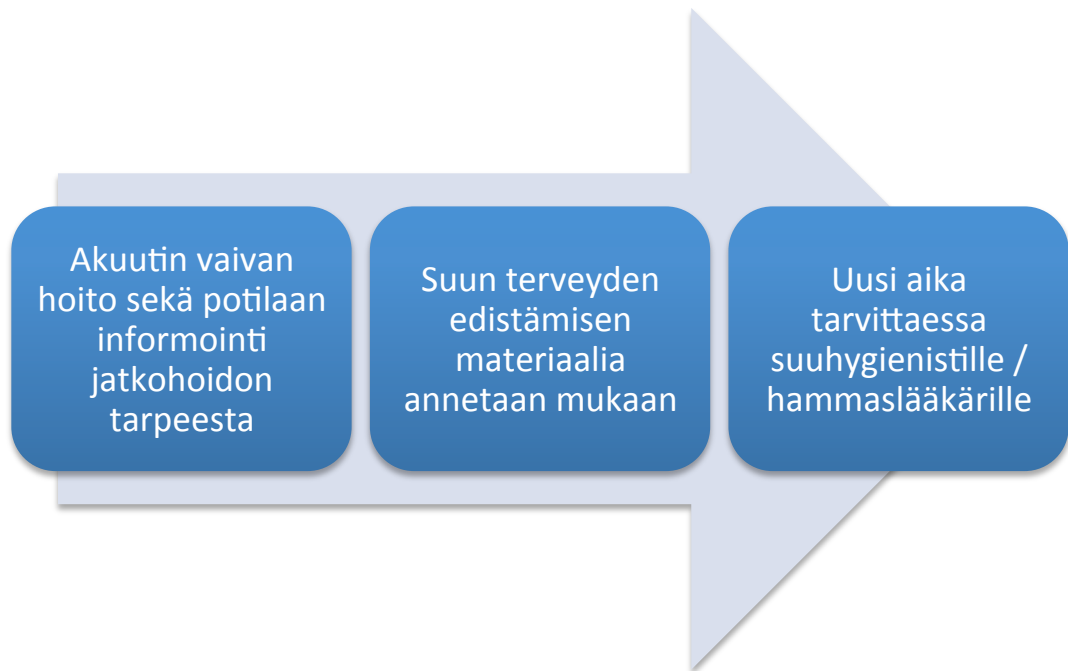 Akuutin vaivan
hoito sekä potilaan
informointi
jatkohoidon
tarpeesta
Suun terveyden
edistämisen
materiaalia
annetaan mukaan
Uusi aika
tarvittaessa
suuhygienistille /
hammaslääkärille